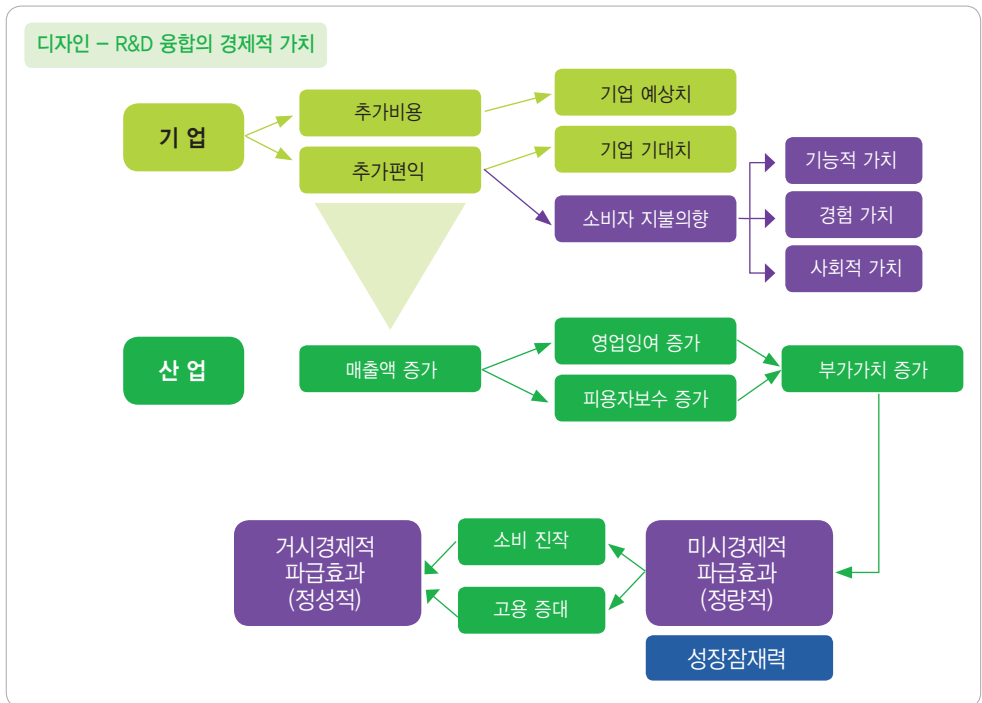 디자인 – R&D 융합의 경제적 가치
기 업
추가비용
추가편익
기업 예상치
기업 기대치
소비자 지불의향
기능적 가치
경험 가치
사회적 가치
산 업
매출액 증가
영업잉여 증가
피용자보수 증가
부가가치 증가
거시경제적
파급효과
(정성적)
소비 진작
고용 증대
미시경제적
파급효과
(정량적)
성장잠재력